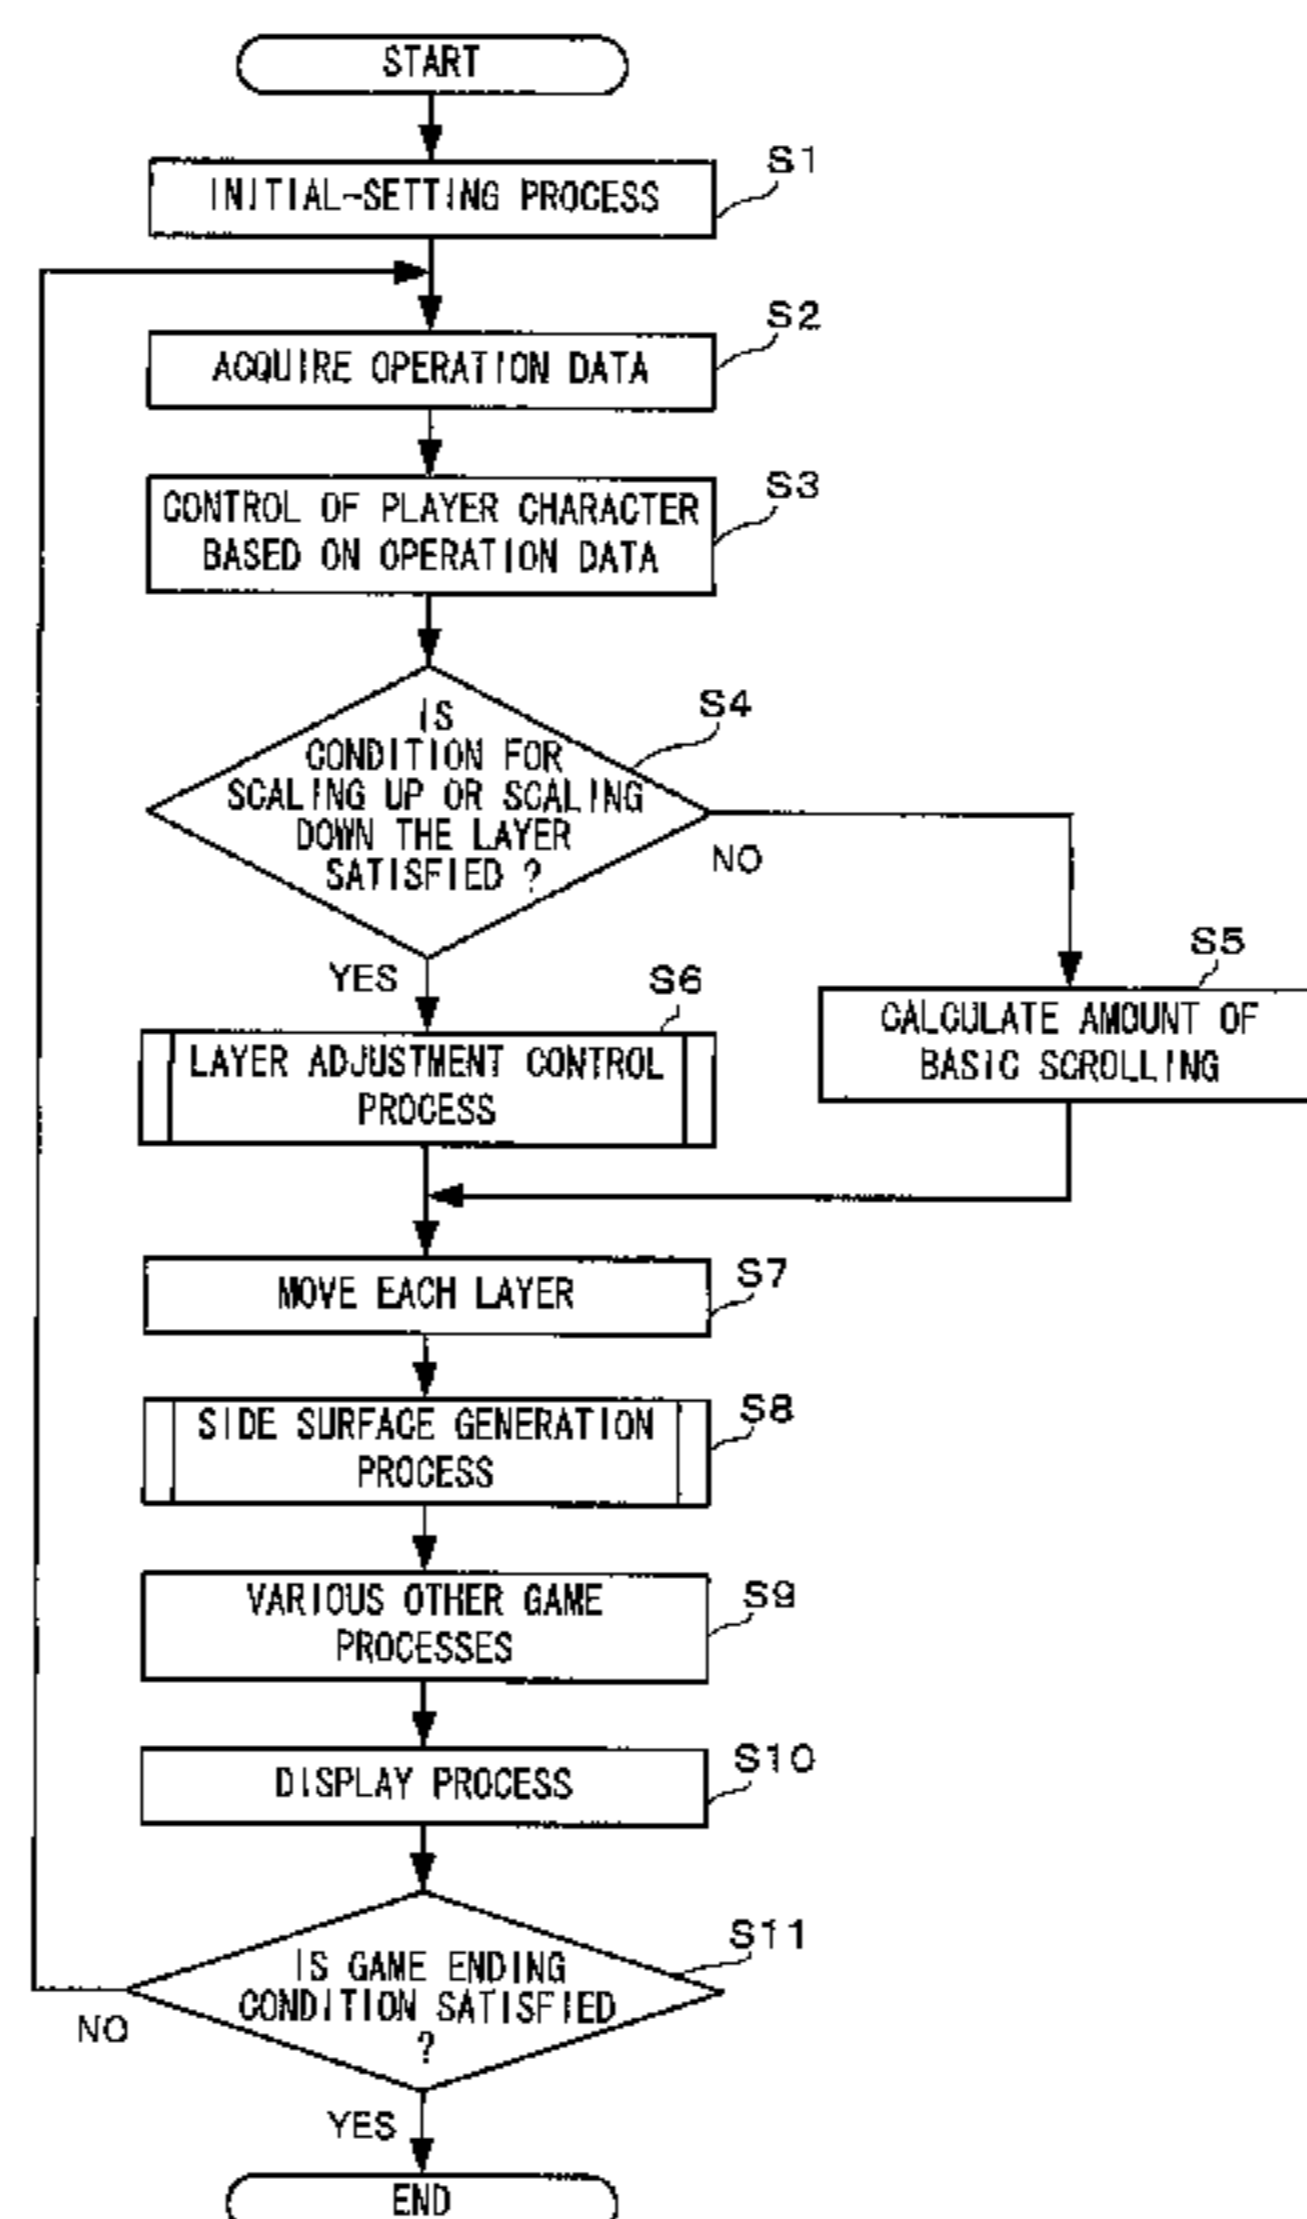 START
S1
INITIAL-SETTING PROCESS
S2
ACQUIRE OPERATION DATA
S3
CONTROL OF PLAYER CHARACTER
BASED ON OPERATION DATA
S4
IS
CONDITION FOR
SCALING UP OR SCALING
DOWN THE LAYER
SATISFIED ?
NO
YES
S5
CALCULATE AMOUNT OF
BASIC SCROLLING
S6
LAYER ADJUSTMENT CONTROL
PROCESS
S7
MOVE EACH LAYER
S8
SIDE SURFACE GENERATION
PROCESS
S9
VARIOUS OTHER GAME
PROCESSES
S10
DISPLAY PROCESS
S11
IS GAME ENDING
CONDITION SATISFIED
?
NO
YES
END